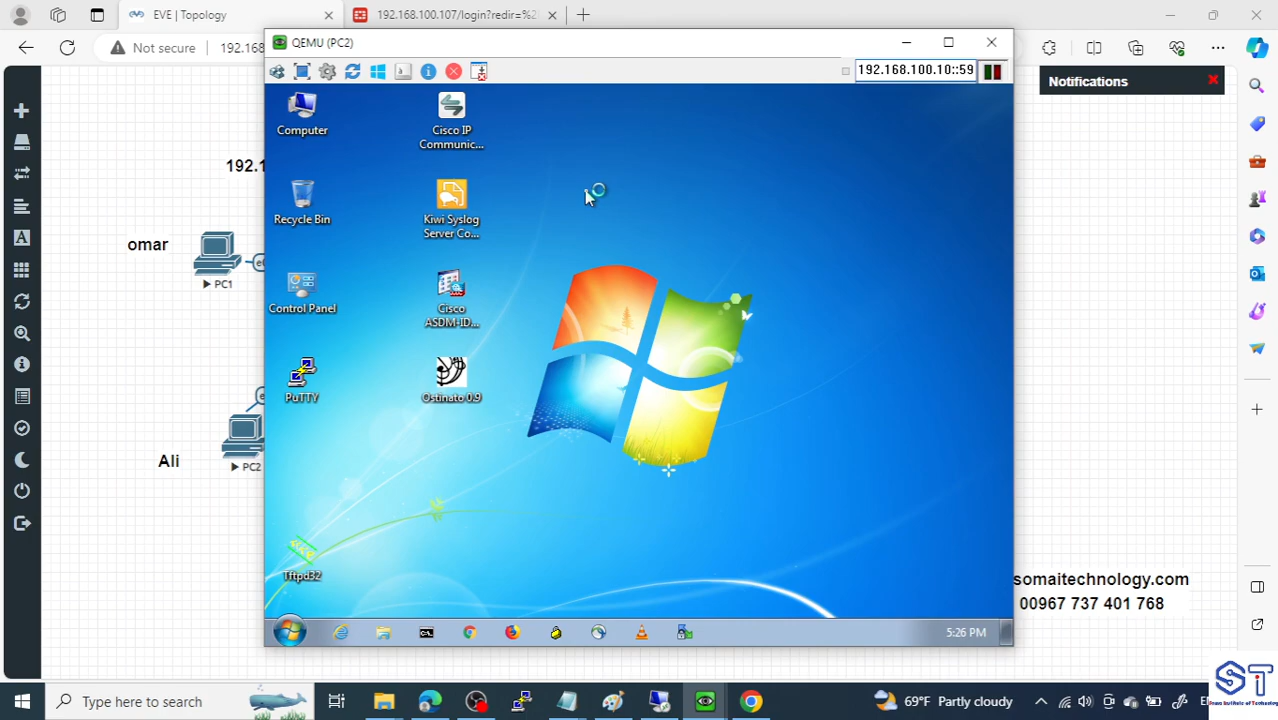 EVE | Topology
192.168.100.107/login?redir=%2
Not secure
192.168
QEMU (PC2)
192.168.100.10::59
Notifications
Computer
Cisco IP
Communic...
192.1
Recycle Bin
Kiwi Syslog
Server Co...
omar
PC1
Control Panel
Cisco
ASDM-ID...
PuTTY
Ostinato 0.9
Ali
PC2
Tftpd32
somaitechnology.com
00967 737 401 768
5:26 PM
Type here to search
69°F Partly cloudy
ST